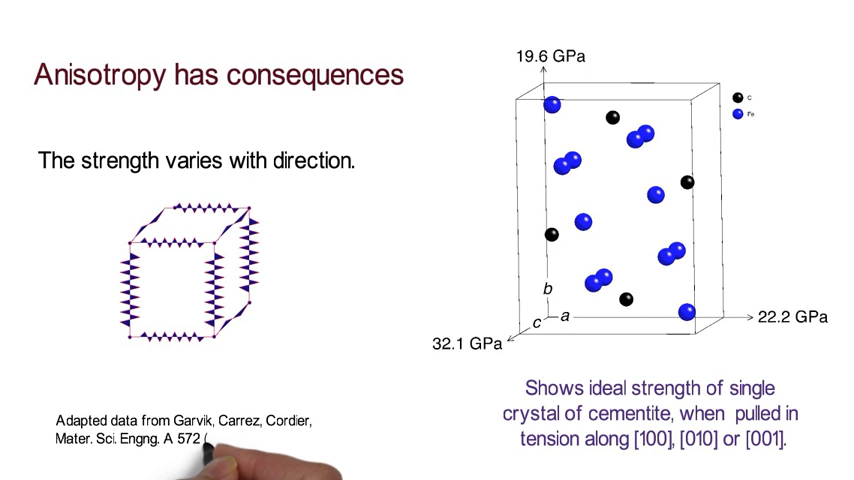 Anisotropy has consequences
The strength varies with direction.
Adapted data from Garvik, Carrez, Cordier,
Mater. Sci. Engng. A 572 (
19.6 GPa
C
Fe
b
c
a
22.2 GPa
32.1 GPa
Shows ideal strength of single
crystal of cementite, when pulled in
tension along [100], [010] or [001].